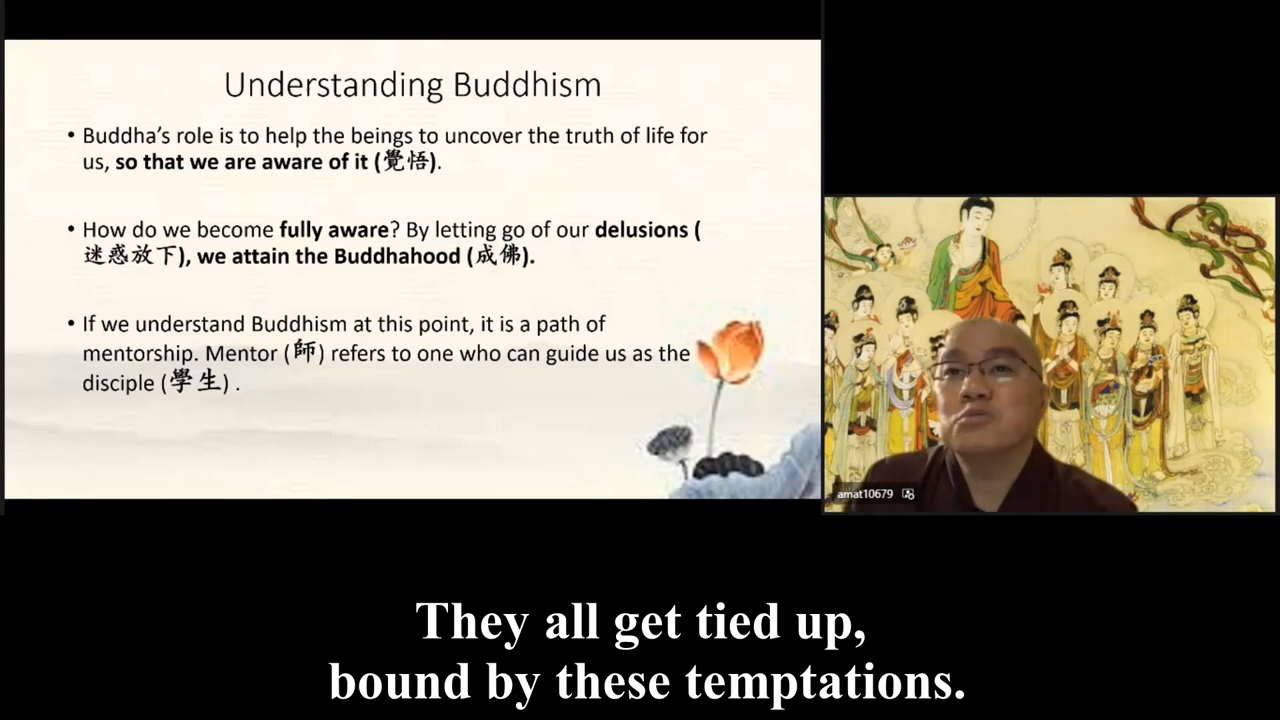 Understanding Buddhism
• Buddha's role is to help the beings to uncover the truth of life for
us, so that we are aware of it (覺悟).
• How do we become fully aware? By letting go of our delusions (
迷惑放下), we attain the Buddhahood (成佛).
• If we understand Buddhism at this point, it is a path of
mentorship. Mentor (師) refers to one who can guide us as the
disciple (學生) .
amat10679
They all get tied up,
bound by these temptations.